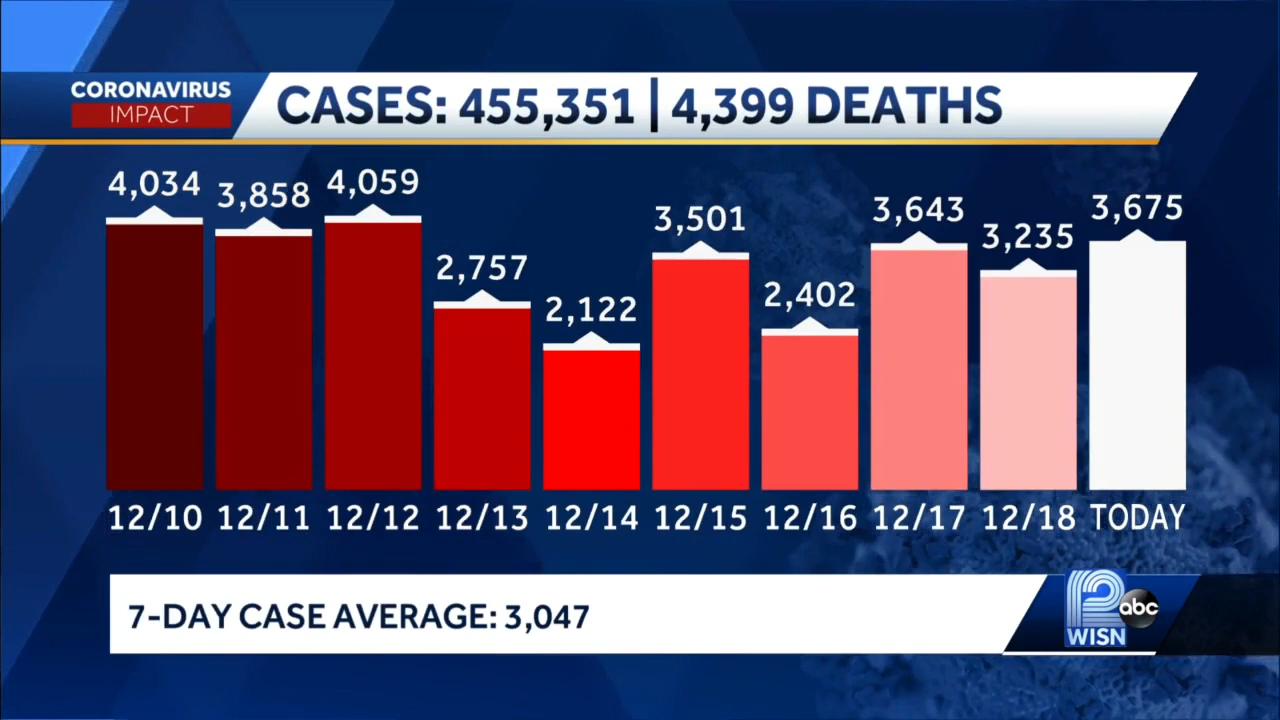 CORONAVIRUS
IMPACT
CASES: 455,351 | 4,399 DEATHS
4,034 3,858 4,059 2,757 2,122 3,501 2,402 3,643 3,235 3,675
12/10 12/11 12/12 12/13 12/14 12/15 12/16 12/17 12/18 TODAY
7-DAY CASE AVERAGE: 3,047
12 abc
WISN